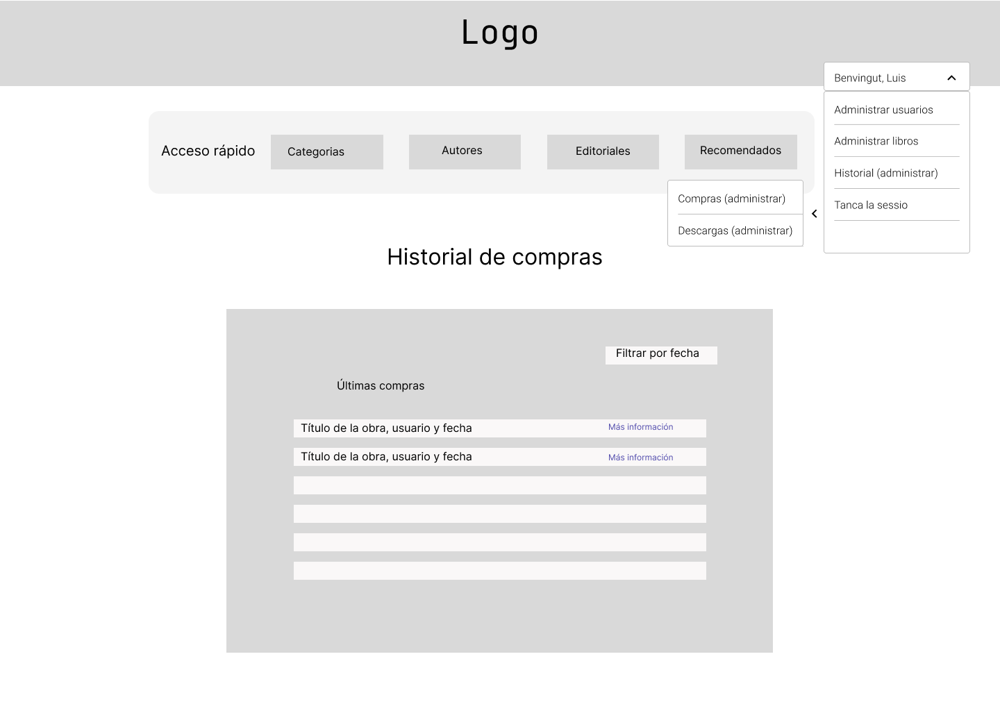 Logo
Benvingut, Luis
Administrar usuarios
Administrar libros
Historial (administrar)
Tanca la sessio
Acceso rápido
Categorias
Autores
Editoriales
Recomendados
Compras (administrar)
Descargas (administrar)
Historial de compras
Filtrar por fecha
Últimas compras
Título de la obra, usuario y fecha Más información
Título de la obra, usuario y fecha Más información